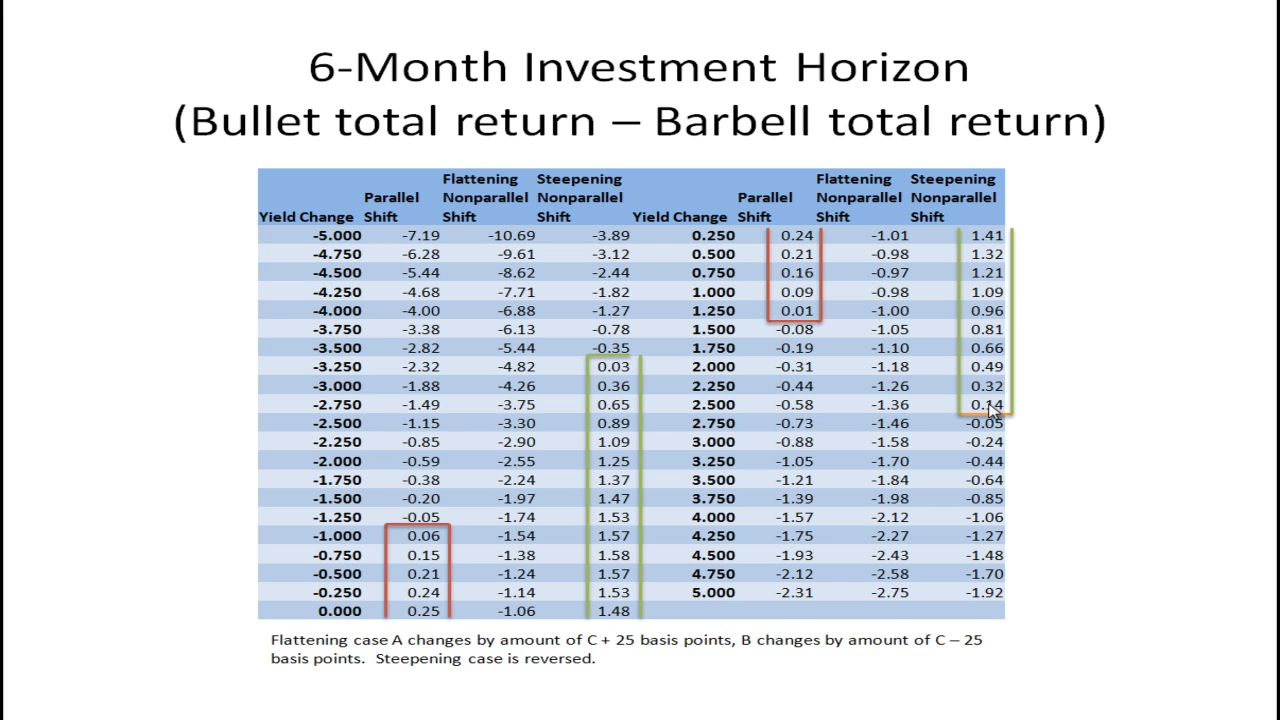 6-Month Investment Horizon
(Bullet total return – Barbell total return)
Yield Change Parallel Shift Flattening Nonparallel Shift Steepening Nonparallel Shift Yield Change Parallel Shift Flattening Nonparallel Shift Steepening Nonparallel Shift
-5.000 -7.19 -10.69 -3.89 0.250 0.24 -1.01 1.41
-4.750 -6.28 -9.61 -3.12 0.500 0.21 -0.98 1.32
-4.500 -5.44 -8.62 -2.44 0.750 0.16 -0.97 1.21
-4.250 -4.68 -7.71 -1.82 1.000 0.09 -0.98 1.09
-4.000 -4.00 -6.88 -1.27 1.250 0.01 -1.00 0.96
-3.750 -3.38 -6.13 -0.78 1.500 -0.08 -1.05 0.81
-3.500 -2.82 -5.44 -0.35 1.750 -0.19 -1.10 0.66
-3.250 -2.32 -4.82 0.03 2.000 -0.31 -1.18 0.49
-3.000 -1.88 -4.26 0.36 2.250 -0.44 -1.26 0.32
-2.750 -1.49 -3.75 0.65 2.500 -0.58 -1.36 0.14
-2.500 -1.15 -3.30 0.89 2.750 -0.73 -1.46 -0.05
-2.250 -0.85 -2.90 1.09 3.000 -0.88 -1.58 -0.24
-2.000 -0.59 -2.55 1.25 3.250 -1.05 -1.70 -0.44
-1.750 -0.38 -2.24 1.37 3.500 -1.21 -1.84 -0.64
-1.500 -0.20 -1.97 1.47 3.750 -1.39 -1.98 -0.85
-1.250 -0.05 -1.74 1.53 4.000 -1.57 -2.12 -1.06
-1.000 0.06 -1.54 1.57 4.250 -1.75 -2.27 -1.27
-0.750 0.15 -1.38 1.58 4.500 -1.93 -2.43 -1.48
-0.500 0.21 -1.24 1.57 4.750 -2.12 -2.58 -1.70
-0.250 0.24 -1.14 1.53 5.000 -2.31 -2.75 -1.92
0.000 0.25 -1.06 1.48
Flattening case A changes by amount of C + 25 basis points, B changes by amount of C – 25
basis points. Steepening case is reversed.